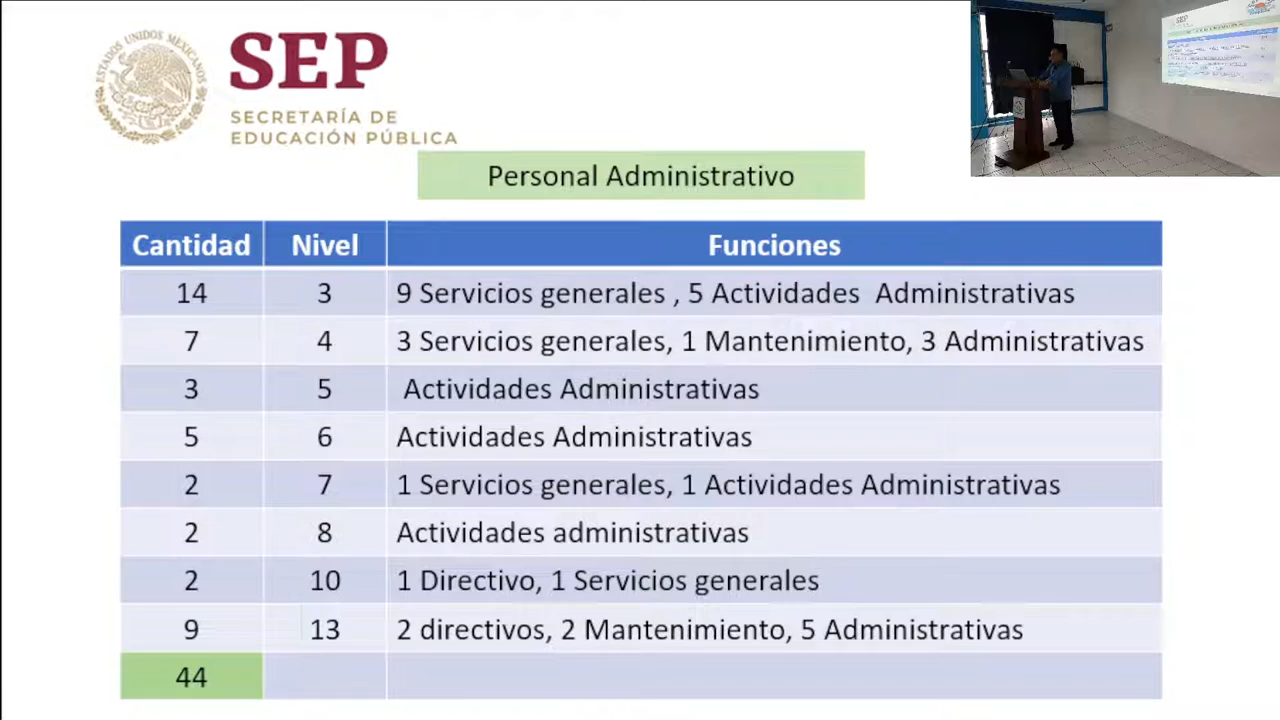 ESTADOS UNIDOS MEXICANOS
SEP
SECRETARÍA DE
EDUCACIÓN PÚBLICA
Personal Administrativo
Cantidad Nivel Funciones
14 3 9 Servicios generales , 5 Actividades Administrativas
7 4 3 Servicios generales, 1 Mantenimiento, 3 Administrativas
3 5 Actividades Administrativas
5 6 Actividades Administrativas
2 7 1 Servicios generales, 1 Actividades Administrativas
2 8 Actividades administrativas
2 10 1 Directivo, 1 Servicios generales
9 13 2 directivos, 2 Mantenimiento, 5 Administrativas
44
SEP